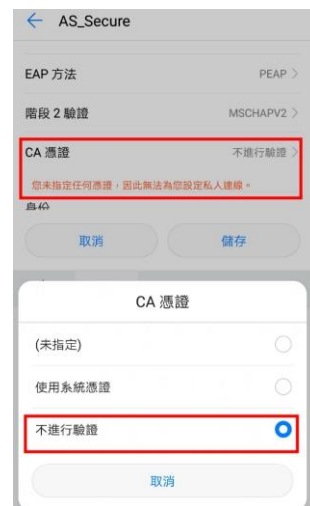 ← AS_Secure
EAP 方法 PEAP >
階段 2 驗證 MSCHAPV2 >
CA 憑證 不進行驗證 >
您未指定任何憑證，因此無法為您設定私人連線。
身份
取消 儲存
CA 憑證
(未指定)
使用系統憑證
不進行驗證
取消